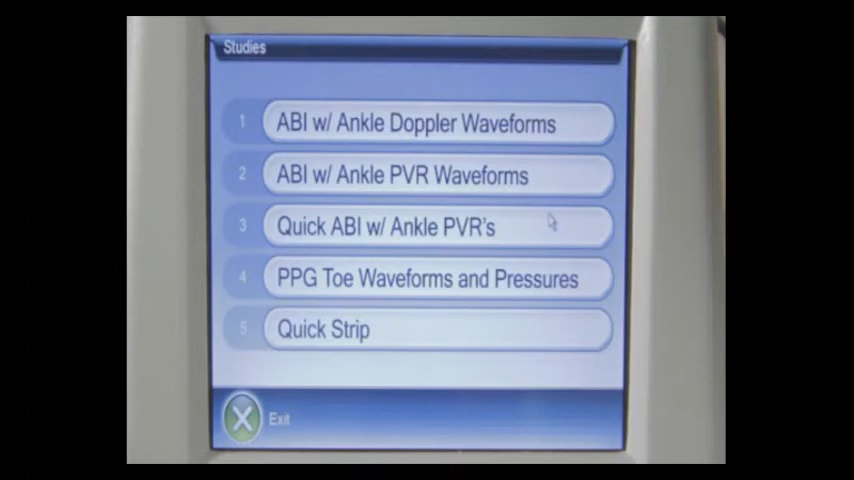 Studies
1 ABI w/ Ankle Doppler Waveforms
2 ABI w/ Ankle PVR Waveforms
3 Quick ABI w/ Ankle PVR's
4 PPG Toe Waveforms and Pressures
5 Quick Strip
Exit